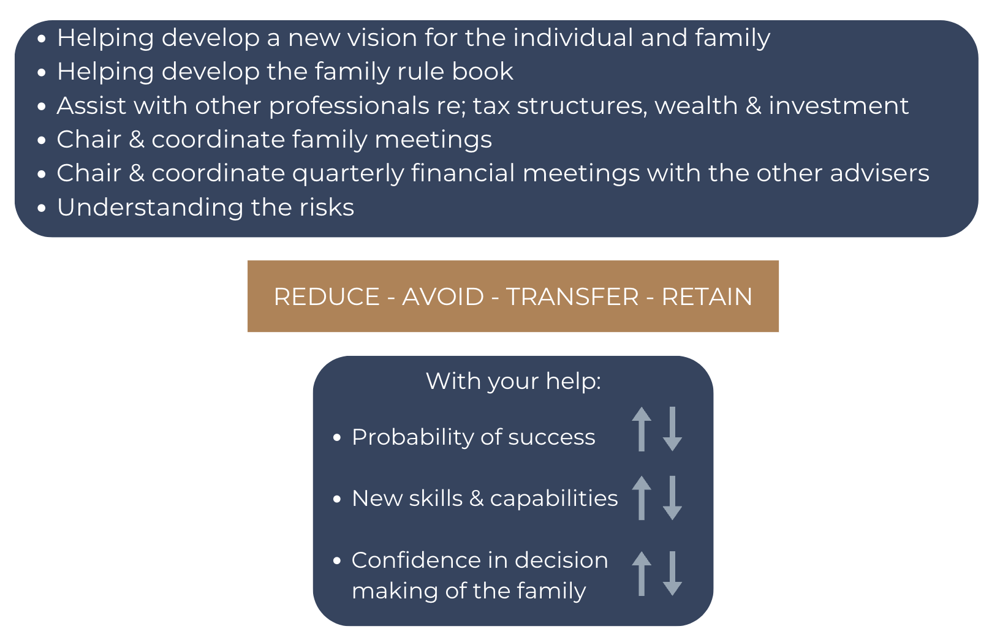 • Helping develop a new vision for the individual and family
• Helping develop the family rule book
• Assist with other professionals re; tax structures, wealth & investment
• Chair & coordinate family meetings
• Chair & coordinate quarterly financial meetings with the other advisers
• Understanding the risks
REDUCE - AVOID - TRANSFER - RETAIN
With your help:
• Probability of success
• New skills & capabilities
• Confidence in decision
making of the family